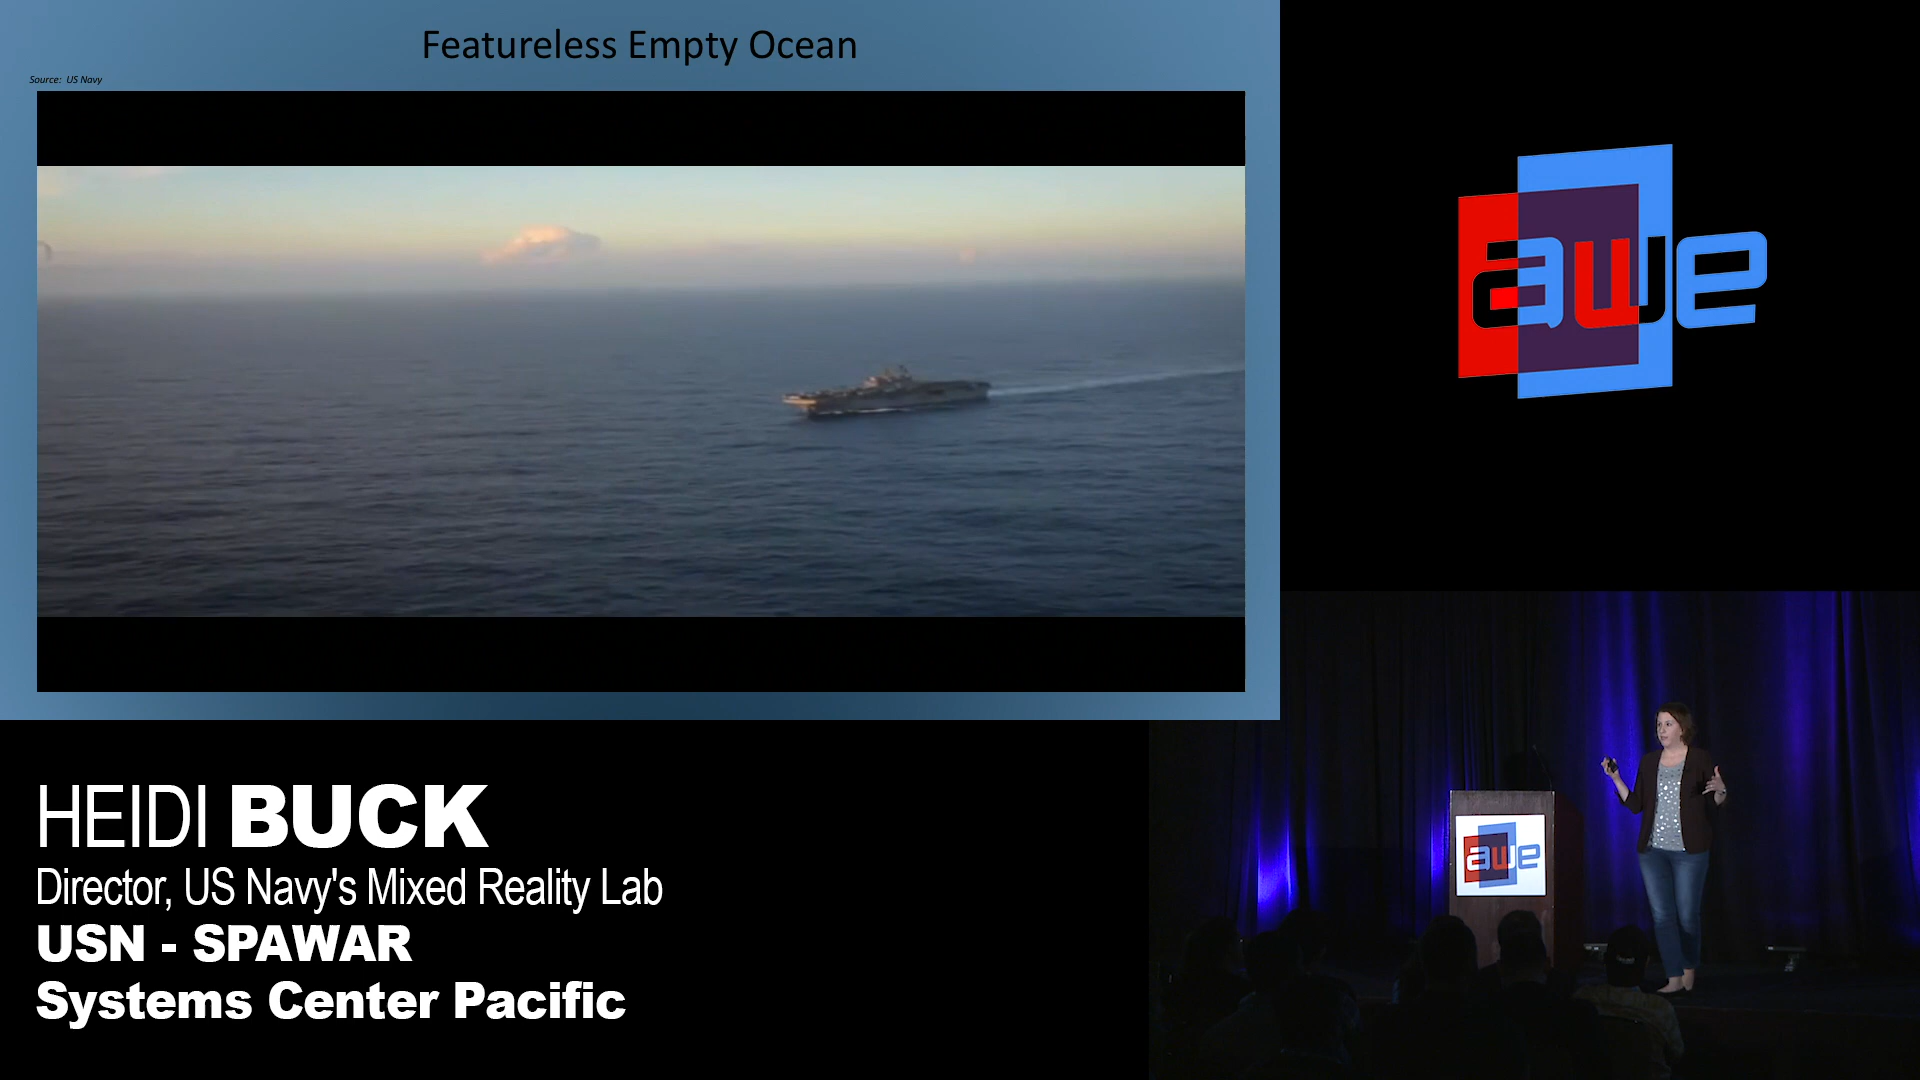 Featureless Empty Ocean
Source: US Navy
awe
HEIDI BUCK
Director, US Navy's Mixed Reality Lab
USN - SPAWAR
Systems Center Pacific
awe